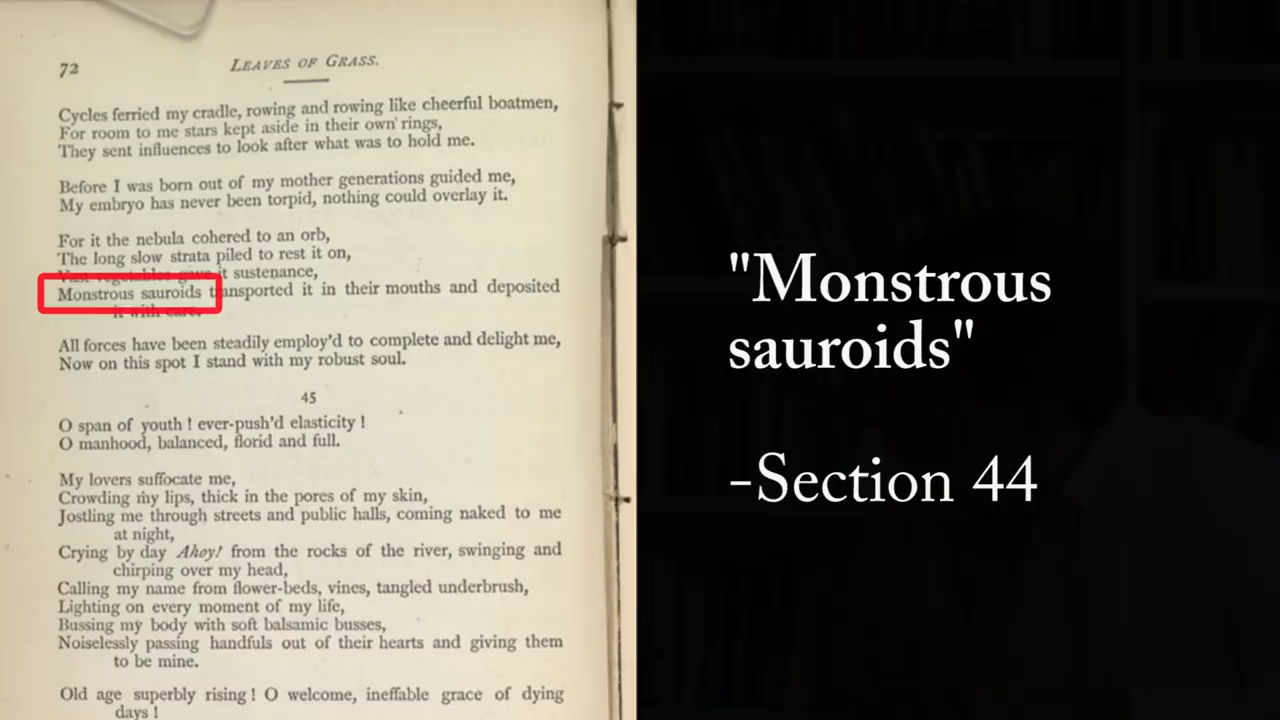 72
LEAVES OF GRASS.
Cycles ferried my cradle, rowing and rowing like cheerful boatmen,
For room to me stars kept aside in their own rings,
They sent influences to look after what was to hold me.
Before I was born out of my mother generations guided me,
My embryo has never been torpid, nothing could overlay it.
For it the nebula cohered to an orb,
The long slow strata piled to rest it on,
Vast vegetables gave it sustenance,
Monstrous sauroids transported it in their mouths and deposited
it with care.
All forces have been steadily employ'd to complete and delight me,
Now on this spot I stand with my robust soul.
45
O span of youth ! ever-push'd elasticity !
O manhood, balanced, florid and full.
My lovers suffocate me,
Crowding my lips, thick in the pores of my skin,
Jostling me through streets and public halls, coming naked to me
at night,
Crying by day Ahoy! from the rocks of the river, swinging and
chirping over my head,
Calling my name from flower-beds, vines, tangled underbrush,
Lighting on every moment of my life,
Bussing my body with soft balsamic busses,
Noiselessly passing handfuls out of their hearts and giving them
to be mine.
Old age superbly rising ! O welcome, ineffable grace of dying
days !
"Monstrous
sauroids"
-Section 44